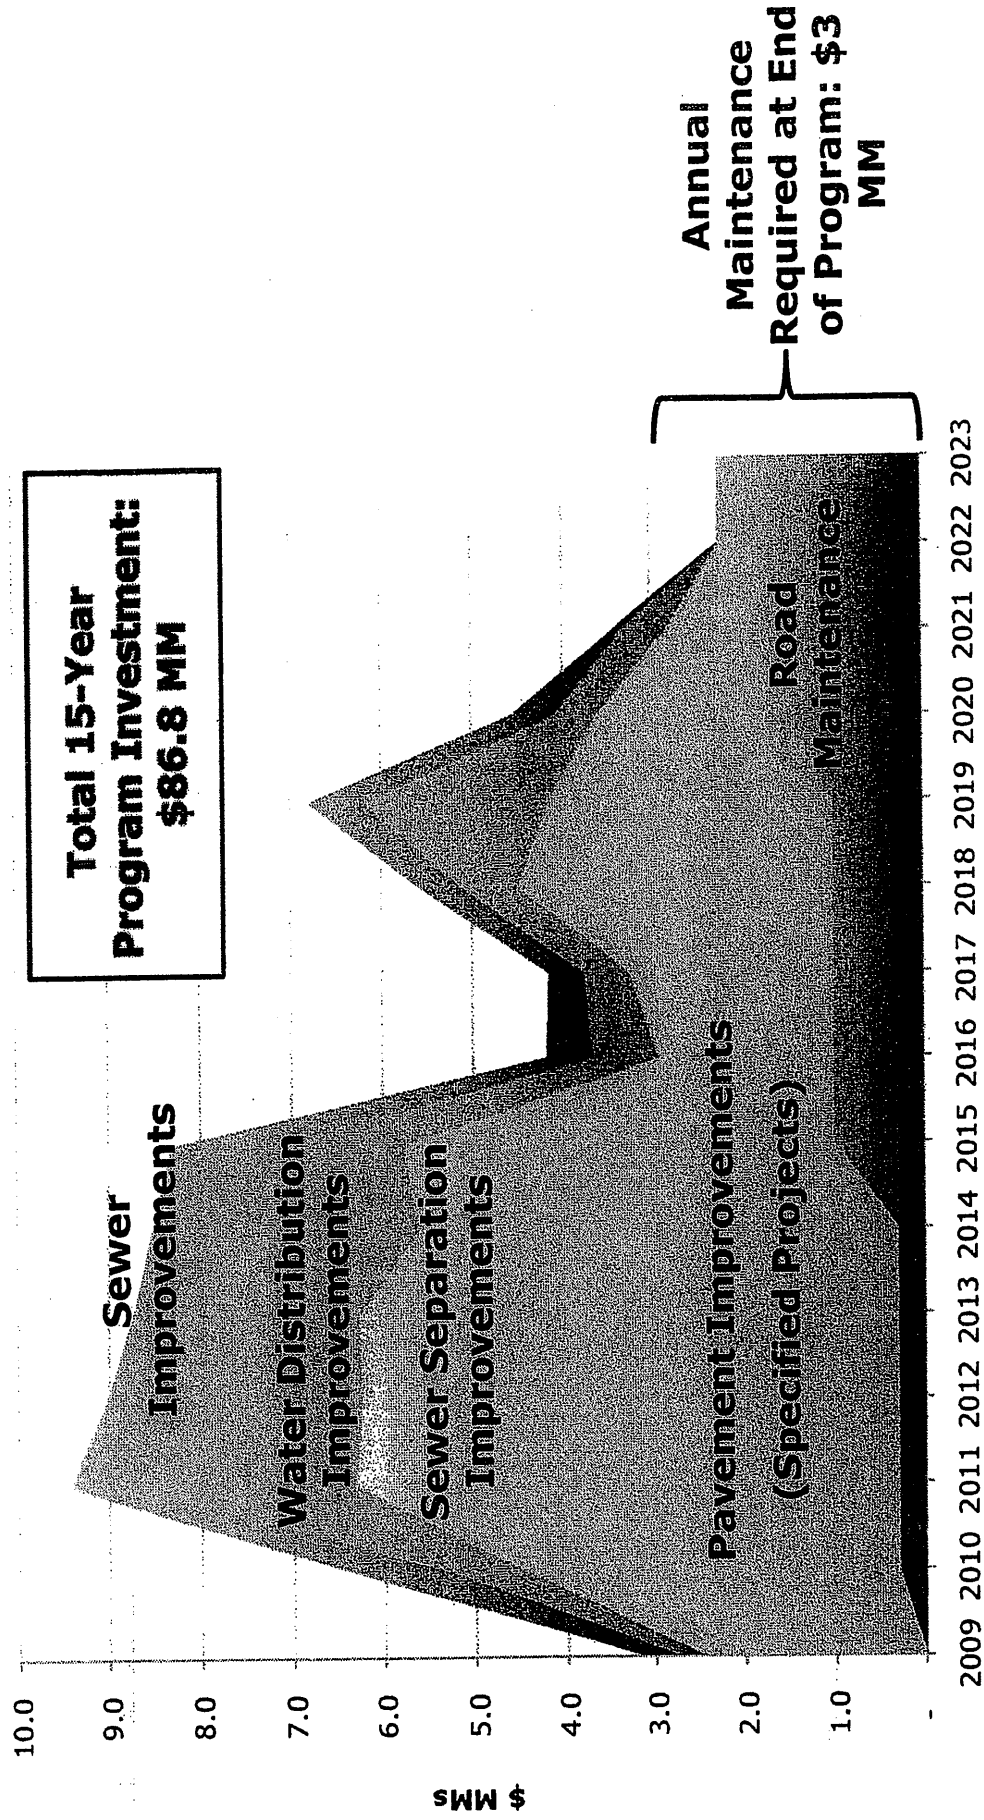 Total 15-Year
Program Investment:
$86.8 MM
$ MMs
10.0
9.0
8.0
7.0
6.0
5.0
4.0
3.0
2.0
1.0
-
Sewer
Improvements
Water Distribution
Improvements
Sewer Separation
Improvements
Pavement Improvements
(Specified Projects)
Road
Maintenance
Annual
Maintenance
Required at End
of Program: $3
MM
2009 2010 2011 2012 2013 2014 2015 2016 2017 2018 2019 2020 2021 2022 2023